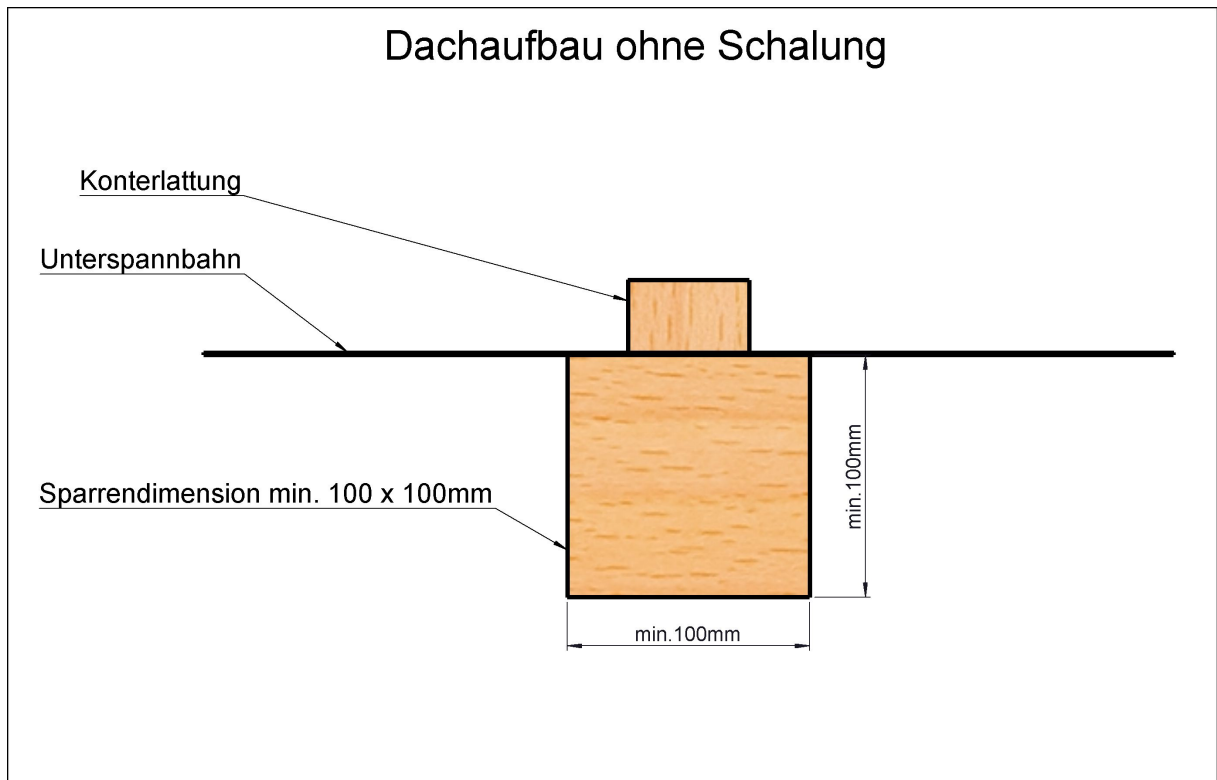 Dachaufbau ohne Schalung
Konterlattung
Unterspannbahn
Sparrendimension min. 100 x 100mm
min.100mm
min.100mm